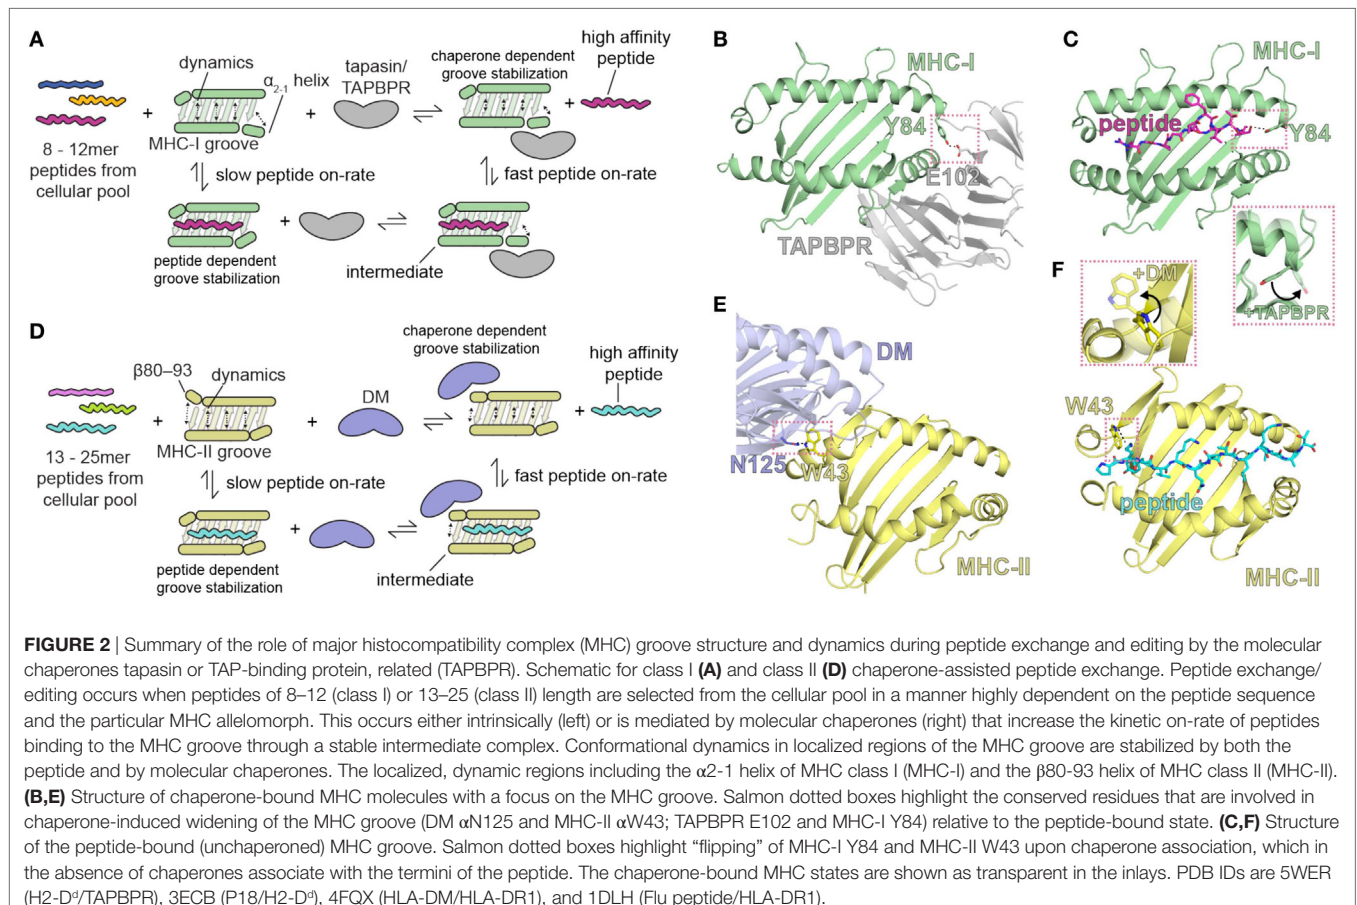 A
dynamics
α2-1 helix
tapasin/
TAPBPR
chaperone dependent
groove stabilization
high affinity
peptide
+
+
+
MHC-I groove
8 - 12mer
peptides from
cellular pool
slow peptide on-rate
fast peptide on-rate
+
peptide dependent
groove stabilization
intermediate
B
MHC-I
Y84
E102
TAPBPR
C
MHC-I
peptide
Y84
+TAPBPR
D
chaperone dependent
groove stabilization
β80–93
dynamics
DM
high affinity
peptide
+
+
+
MHC-II groove
13 - 25mer
peptides from
cellular pool
slow peptide on-rate
fast peptide on-rate
+
peptide dependent
groove stabilization
intermediate
E
DM
N125
W43
MHC-II
F
+DM
W43
peptide
MHC-II
FIGURE 2 | Summary of the role of major histocompatibility complex (MHC) groove structure and dynamics during peptide exchange and editing by the molecular
chaperones tapasin or TAP-binding protein, related (TAPBPR). Schematic for class I (A) and class II (D) chaperone-assisted peptide exchange. Peptide exchange/
editing occurs when peptides of 8–12 (class I) or 13–25 (class II) length are selected from the cellular pool in a manner highly dependent on the peptide sequence
and the particular MHC allelomorph. This occurs either intrinsically (left) or is mediated by molecular chaperones (right) that increase the kinetic on-rate of peptides
binding to the MHC groove through a stable intermediate complex. Conformational dynamics in localized regions of the MHC groove are stabilized by both the
peptide and by molecular chaperones. The localized, dynamic regions including the α2-1 helix of MHC class I (MHC-I) and the β80-93 helix of MHC class II (MHC-II).
(B,E) Structure of chaperone-bound MHC molecules with a focus on the MHC groove. Salmon dotted boxes highlight the conserved residues that are involved in
chaperone-induced widening of the MHC groove (DM αN125 and MHC-II αW43; TAPBPR E102 and MHC-I Y84) relative to the peptide-bound state. (C,F) Structure
of the peptide-bound (unchaperoned) MHC groove. Salmon dotted boxes highlight “flipping” of MHC-I Y84 and MHC-II W43 upon chaperone association, which in
the absence of chaperones associate with the termini of the peptide. The chaperone-bound MHC states are shown as transparent in the inlays. PDB IDs are 5WER
(H2-Dᵈ/TAPBPR), 3ECB (P18/H2-Dᵈ), 4FQX (HLA-DM/HLA-DR1), and 1DLH (Flu peptide/HLA-DR1).